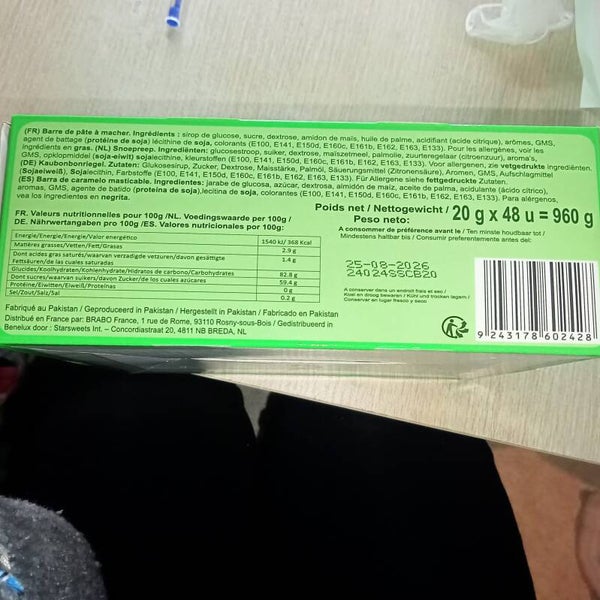 (FR) Barre de pâte à macher. Ingrédients : sirop de glucose, sucre, dextrose, amidon de maïs, huile de palme, acidifiant (acide citrique), arômes, GMS,
agent de battage (protéine de soja) lécithine de soja, colorants (E100, E141, E150d, E160c, E161b, E162, E163, E133). Pour les allergènes, voir les
ingrédients en gras. (NL) Snoepreep. Ingrediënten: glucosestroop, suiker, dextrose, maïszetmeel, palmolie, zuurteregelaar (citroenzuur), aroma's,
GMS, opklopmiddel (soja-eiwit) sojalecithine, kleurstoffen (E100, E141, E150d, E160c, E161b, E162, E163, E133). Voor allergenen, zie vetgedrukte ingrediënten.
(DE) Kaubonbonriegel. Zutaten: Glukosesirup, Zucker, Dextrose, Maisstärke, Palmöl, Säuerungsmittel (Zitronensäure), Aromen, GMS, Aufschlagmittel
(Sojaeiweiß), Sojalecithin, Farbstoffe (E100, E141, E150d, E160c, E161b, E162, E163, E133). Für Allergene siehe fettgedruckte Zutaten.
(ES) Barra de caramelo masticable. Ingredientes: jarabe de glucosa, azúcar, dextrosa, almidón de maíz, aceite de palma, acidulante (ácido cítrico),
aromas, GMS, agente de batido (proteína de soja),lecitina de soja, colorantes (E100, E141, E150d, E160c, E161b, E162, E163, E133). Para alérgenos,
vea los ingredientes en negrita.
FR. Valeurs nutritionnelles pour 100g /NL. Voedingswaarde per 100g /
DE. Nährwertangaben pro 100g /ES. Valores nutricionales por 100g:
Energie/Energie/Energie/Valor energético 1540 kJ/ 368 Kcal
Matières grasses/Vetten/Fett/Grasas 2.9 g
Dont acides gras saturés/waarvan verzadigde vetzuren/davon gesättigte
Fettsäuren/de las cuales saturadas 1.4 g
Glucides/Koolhydraten/Kohlenhydrate/Hidratos de carbono/Carbohydrates 82.8 g
Dont sucres/waarvan suikers/davon Zucker/de los cuales azúcares 59.4 g
Protéine/Eiwitten/Eiweiß/Proteínas 0 g
Sel/Zout/Salz/Sal 0.2 g
Fabriqué au Pakistan / Geproduceerd in Pakistan / Hergestellt in Pakistan / Fabricado en Pakistan
Distribué en France par: BRABO France, 1 rue de Rome, 93110 Rosny-sous-Bois / Gedistribueerd in
Benelux door : Starsweets Int. – Concordiastraat 20, 4811 NB BREDA, NL
Poids net / Nettogewicht /
Peso neto:
20 g x 48 u = 960 g
A consommer de préférence avant le / Ten minste houdbaar tot /
Mindestens haltbar bis / Consumir preferentemente antes del:
25-08-2026
24024SSCB20
A conserver dans un endroit frais et sec /
Koel en droog bewaren / Kühl und trocken lagern /
Conservar en lugar fresco y seco
9 243178 602428